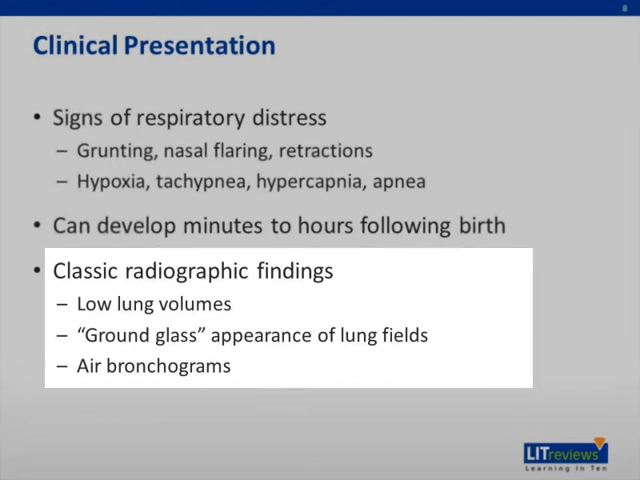 8
Clinical Presentation
• Signs of respiratory distress
– Grunting, nasal flaring, retractions
– Hypoxia, tachypnea, hypercapnia, apnea
• Can develop minutes to hours following birth
• Classic radiographic findings
– Low lung volumes
– “Ground glass” appearance of lung fields
– Air bronchograms
LITreviews
Learning In Ten